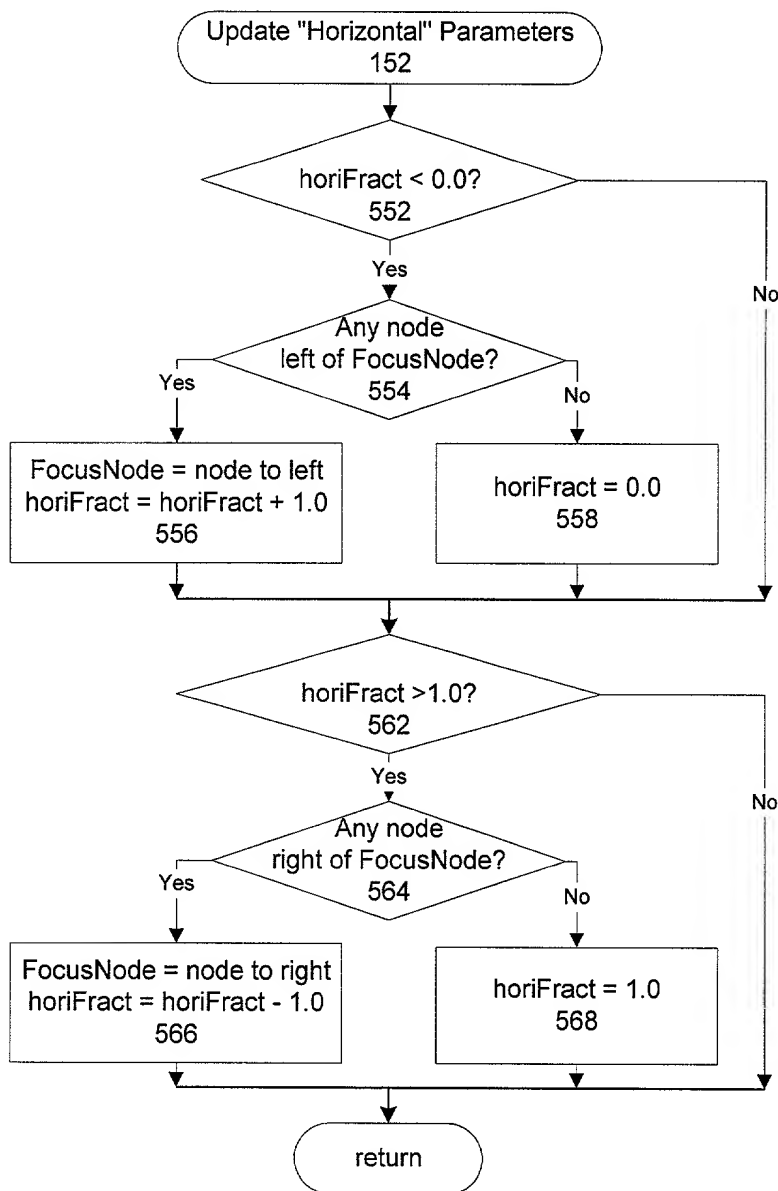 Update "Horizontal" Parameters
152
horiFract < 0.0?
552
Yes
No
Any node
left of FocusNode?
554
Yes
No
FocusNode = node to left
horiFract = horiFract + 1.0
556
horiFract = 0.0
558
horiFract >1.0?
562
Yes
No
Any node
right of FocusNode?
564
Yes
No
FocusNode = node to right
horiFract = horiFract - 1.0
566
horiFract = 1.0
568
return